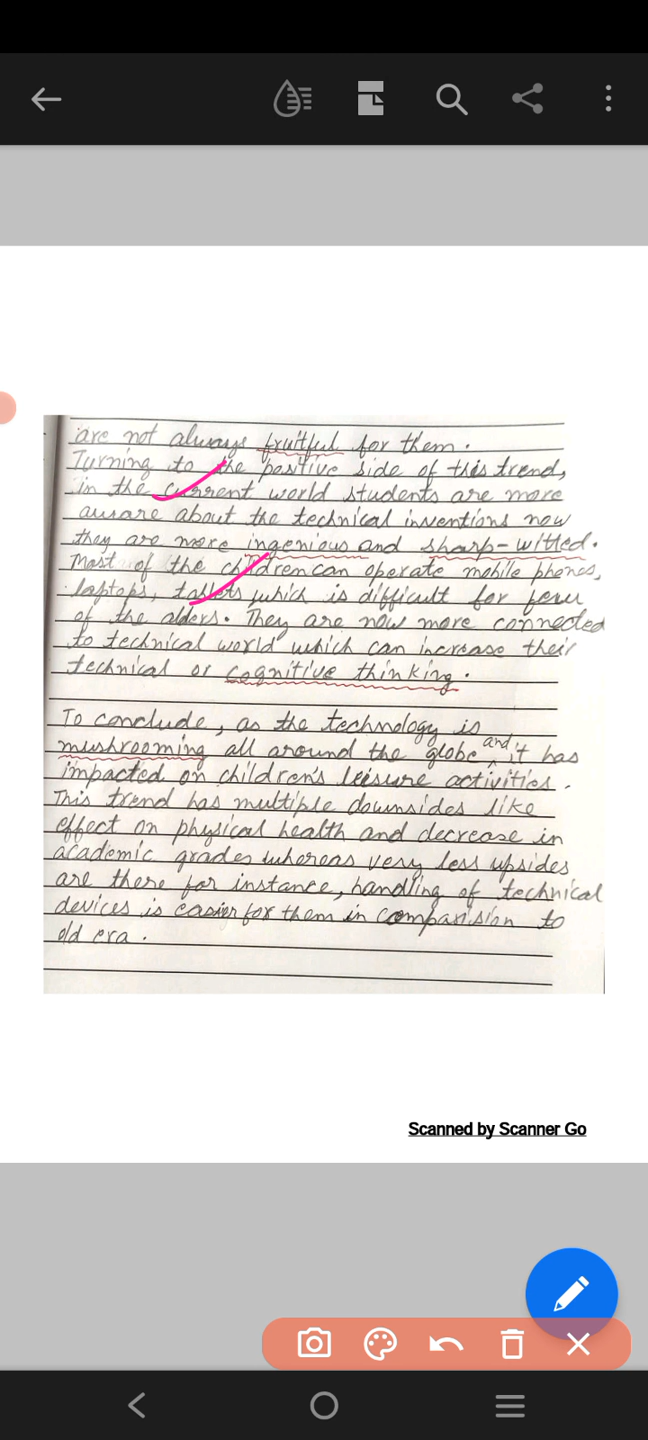 are not always fruitful for them.
Turning to the positive side of this trend,
in the current world students are more
aware about the technical inventions now
they are more ingenious and sharp-witted.
Most of the children can operate mobile phones,
laptops, tablets which is difficult for few
of the alders. They are now more connected
to technical world which can increase their
technical or cognitive thinking.
To conclude, as the technology is
mushrooming all around the globe and it has
impacted on children's leisure activities.
This trend has multiple downsides like
effect on physical health and decrease in
academic grades whereas very less upsides
are there for instance, handling of technical
devices is easier for them in comparision to
old era.
Scanned by Scanner Go